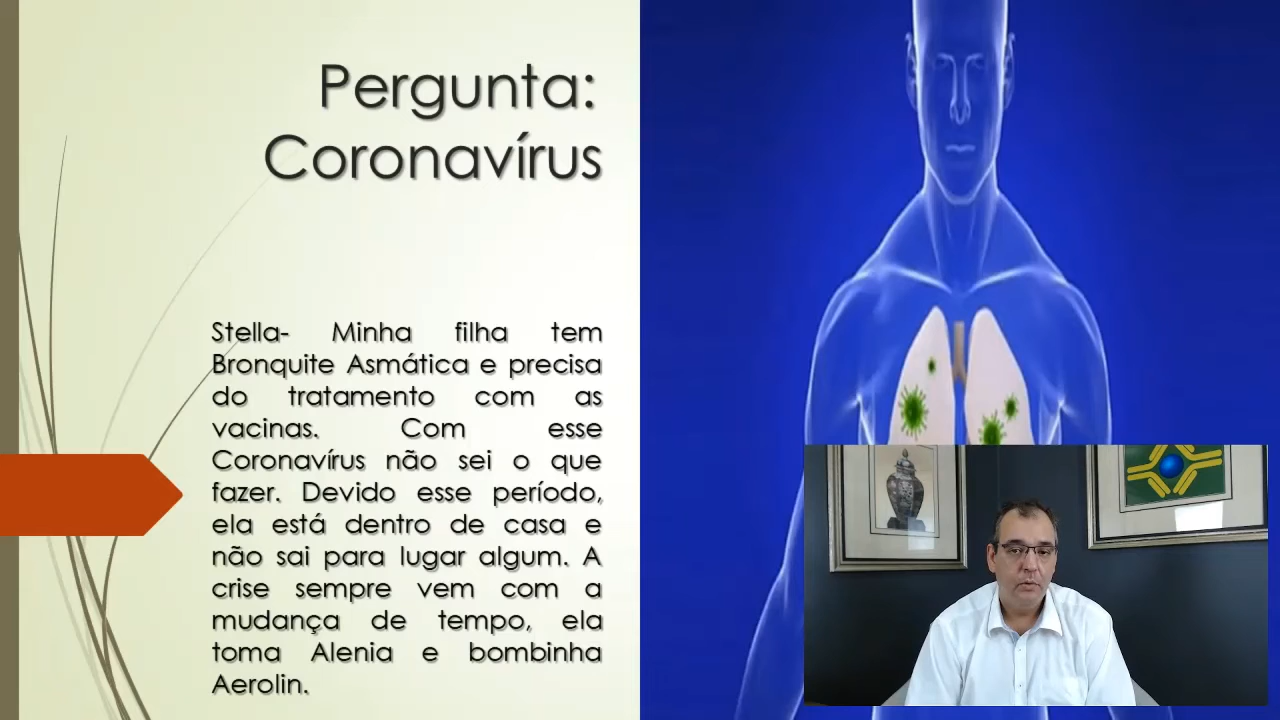 Pergunta:
Coronavírus
Stella- Minha filha tem
Bronquite Asmática e precisa
do tratamento com as
vacinas. Com esse
Coronavírus não sei o que
fazer. Devido esse período,
ela está dentro de casa e
não sai para lugar algum. A
crise sempre vem com a
mudança de tempo, ela
toma Alenia e bombinha
Aerolin.